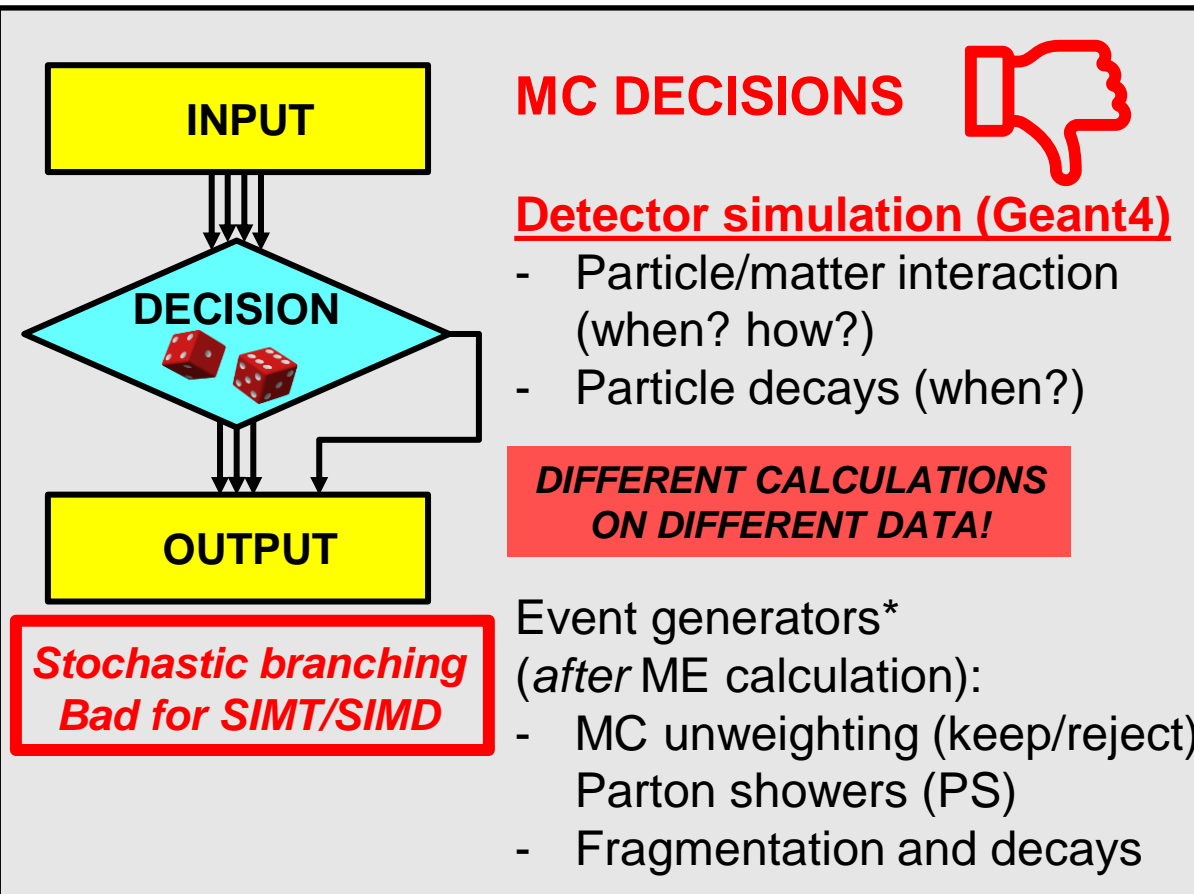 INPUT
DECISION
OUTPUT
Stochastic branching
Bad for SIMT/SIMD
MC DECISIONS
Detector simulation (Geant4)
- Particle/matter interaction
(when? how?)
- Particle decays (when?)
DIFFERENT CALCULATIONS
ON DIFFERENT DATA!
Event generators*
(after ME calculation):
- MC unweighting (keep/reject)
Parton showers (PS)
- Fragmentation and decays